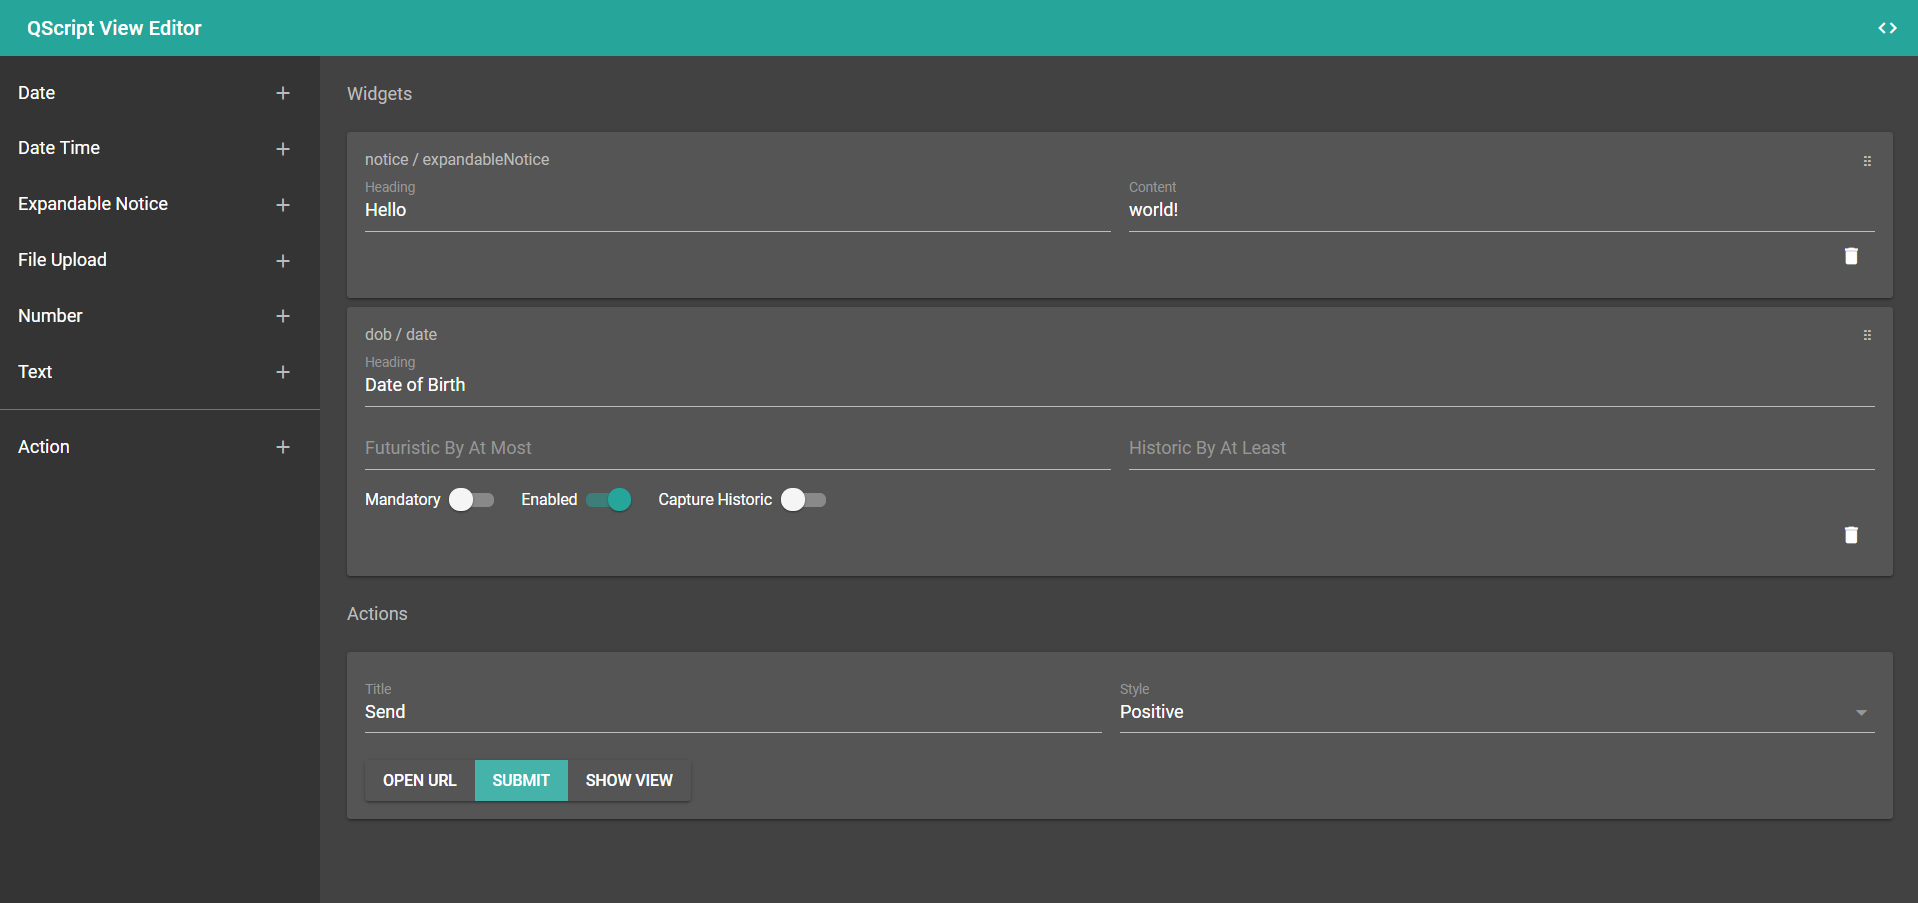 QScript View Editor
Date
Date Time
Expandable Notice
File Upload
Number
Text
Action
Widgets
notice / expandableNotice
Heading
Hello
Content
world!
dob / date
Heading
Date of Birth
Futuristic By At Most
Historic By At Least
Mandatory Enabled Capture Historic
Actions
Title
Send
Style
Positive
OPEN URL SUBMIT SHOW VIEW